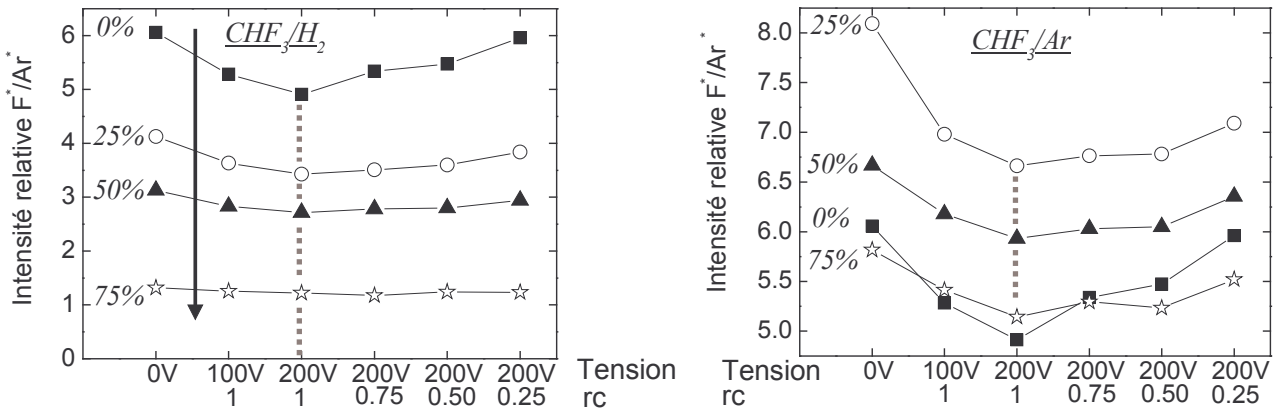 Intensité relative F*/Ar*
6
5
4
3
2
1
0
0%
25%
50%
75%
CHF3/H2
0V 100V 200V 200V 200V 200V
1 1 0.75 0.50 0.25
Tension
rc
Intensité relative F*/Ar*
8.0
7.5
7.0
6.5
6.0
5.5
5.0
25%
50%
0%
75%
CHF3/Ar
0V 100V 200V 200V 200V 200V
1 1 0.75 0.50 0.25
Tension
rc